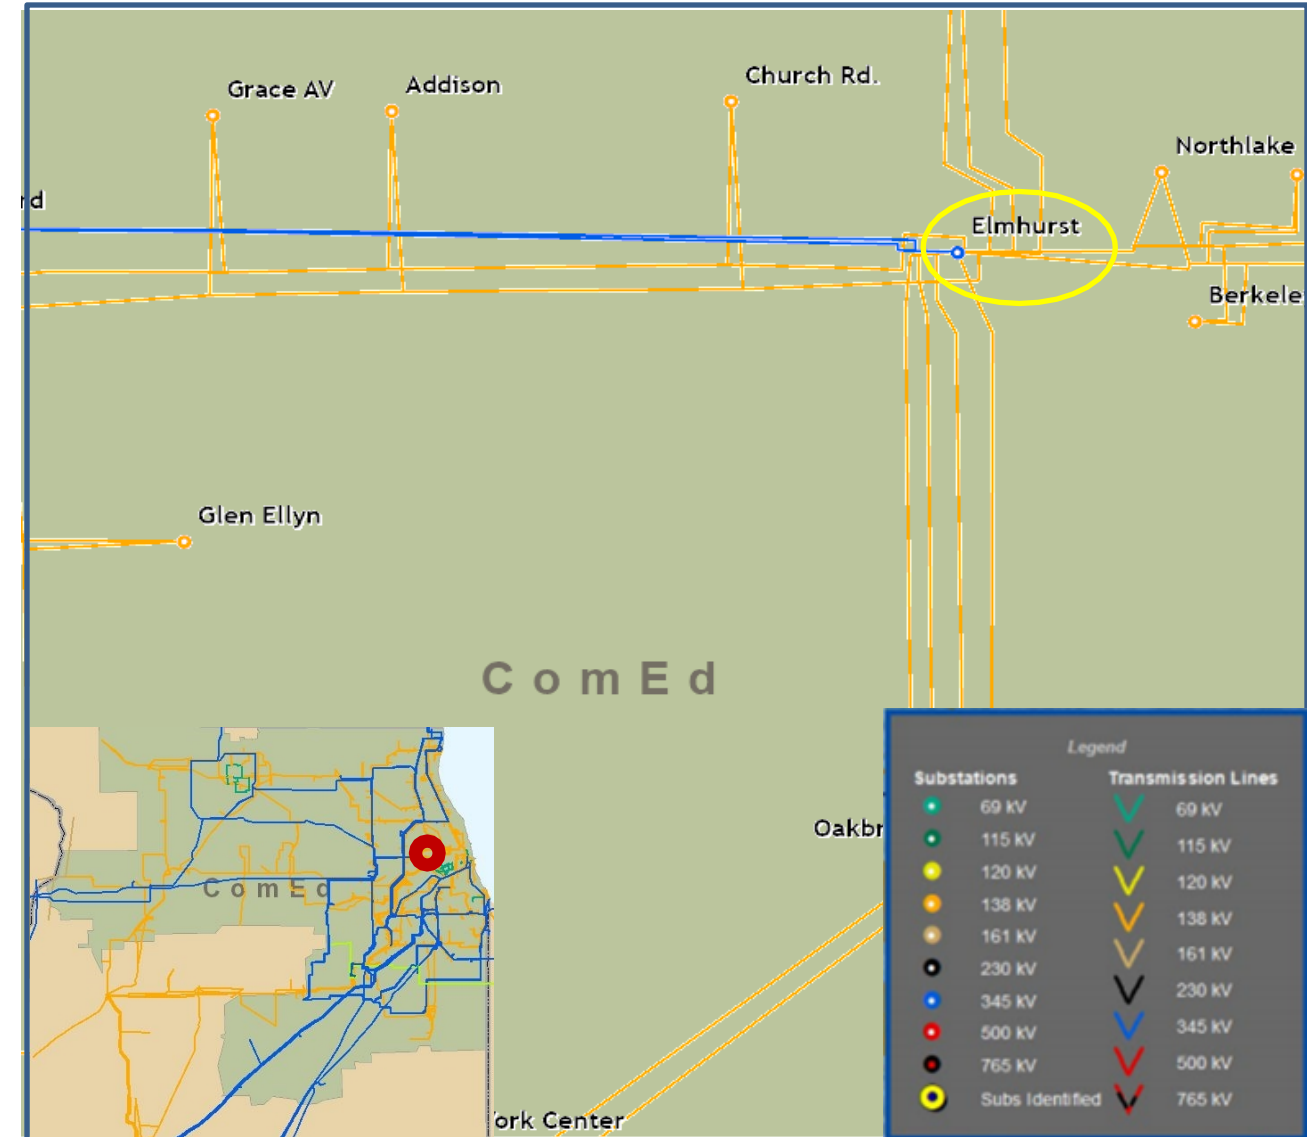 Church Rd.
Addison
Grace AV
Northlake
rd
Elmhurst
Berkele
Glen Ellyn
ComEd
Oakbr
ork Center
ComEd
Legend
Substations
69 kV
115 kV
120 kV
138 kV
161 kV
230 kV
345 kV
500 kV
765 kV
Subs Identified
Transmission Lines
69 kV
115 kV
120 kV
138 kV
161 kV
230 kV
345 kV
500 kV
765 kV